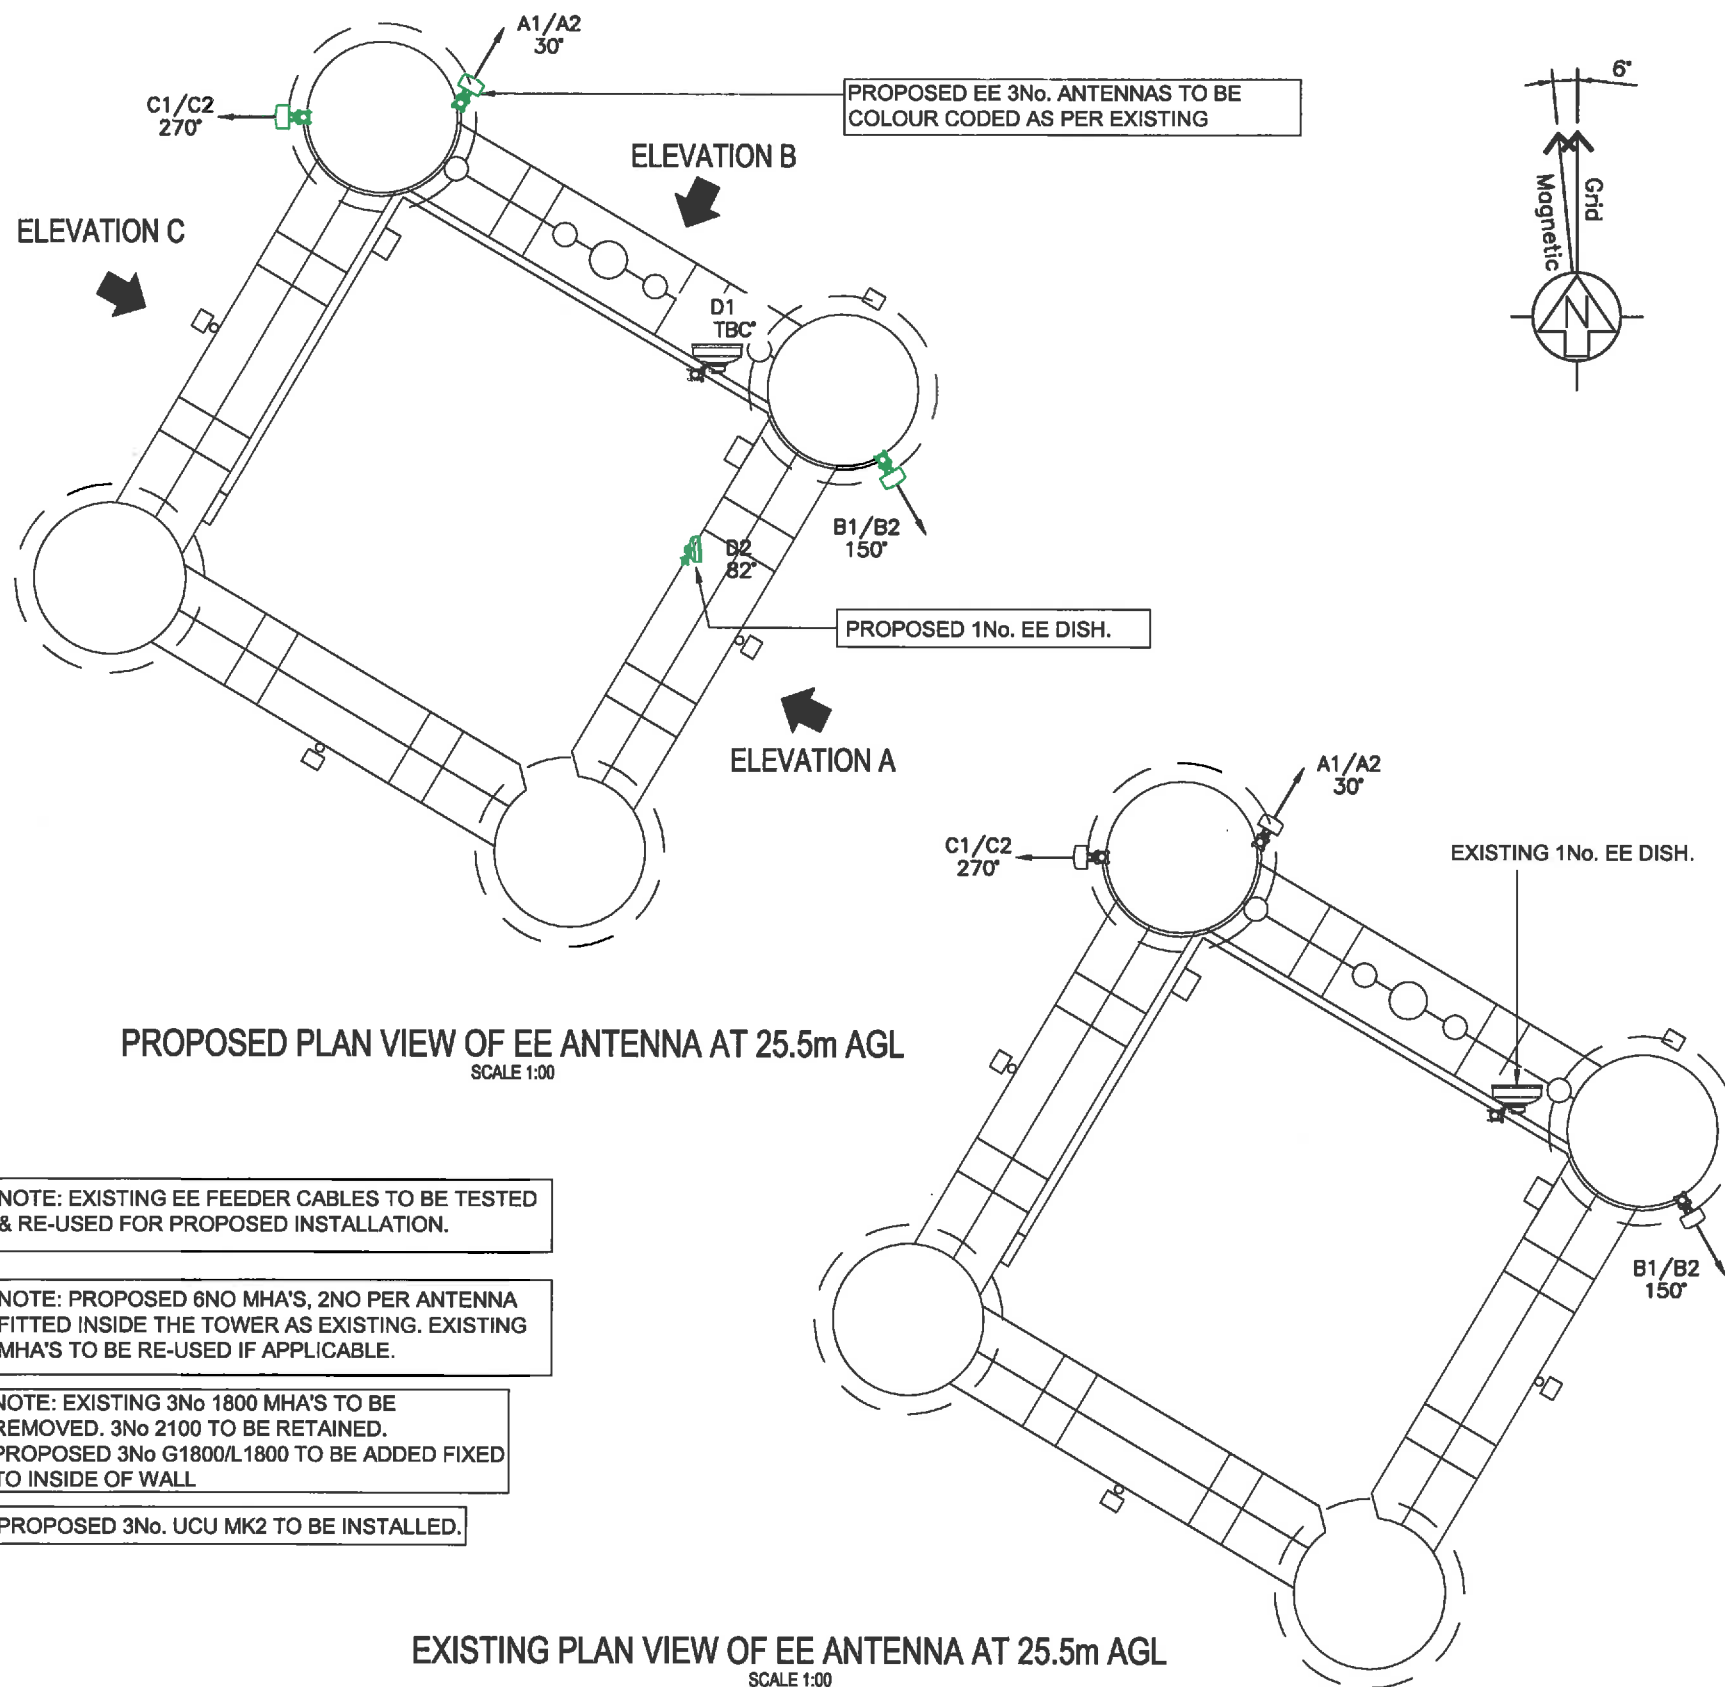 A1/A2
30°
C1/C2
270°
PROPOSED EE 3No. ANTENNAS TO BE
COLOUR CODED AS PER EXISTING
6°
Magnetic
Grid
N
ELEVATION B
ELEVATION C
D1
TBC°
B1/B2
150°
D2
82°
PROPOSED 1No. EE DISH.
ELEVATION A
PROPOSED PLAN VIEW OF EE ANTENNA AT 25.5m AGL
SCALE 1:00
A1/A2
30°
C1/C2
270°
EXISTING 1No. EE DISH.
B1/B2
150°
NOTE: EXISTING EE FEEDER CABLES TO BE TESTED
& RE-USED FOR PROPOSED INSTALLATION.
NOTE: PROPOSED 6NO MHA'S, 2NO PER ANTENNA
FITTED INSIDE THE TOWER AS EXISTING. EXISTING
MHA'S TO BE RE-USED IF APPLICABLE.
NOTE: EXISTING 3No 1800 MHA'S TO BE
REMOVED. 3No 2100 TO BE RETAINED.
PROPOSED 3No G1800/L1800 TO BE ADDED FIXED
TO INSIDE OF WALL
PROPOSED 3No. UCU MK2 TO BE INSTALLED.
EXISTING PLAN VIEW OF EE ANTENNA AT 25.5m AGL
SCALE 1:00